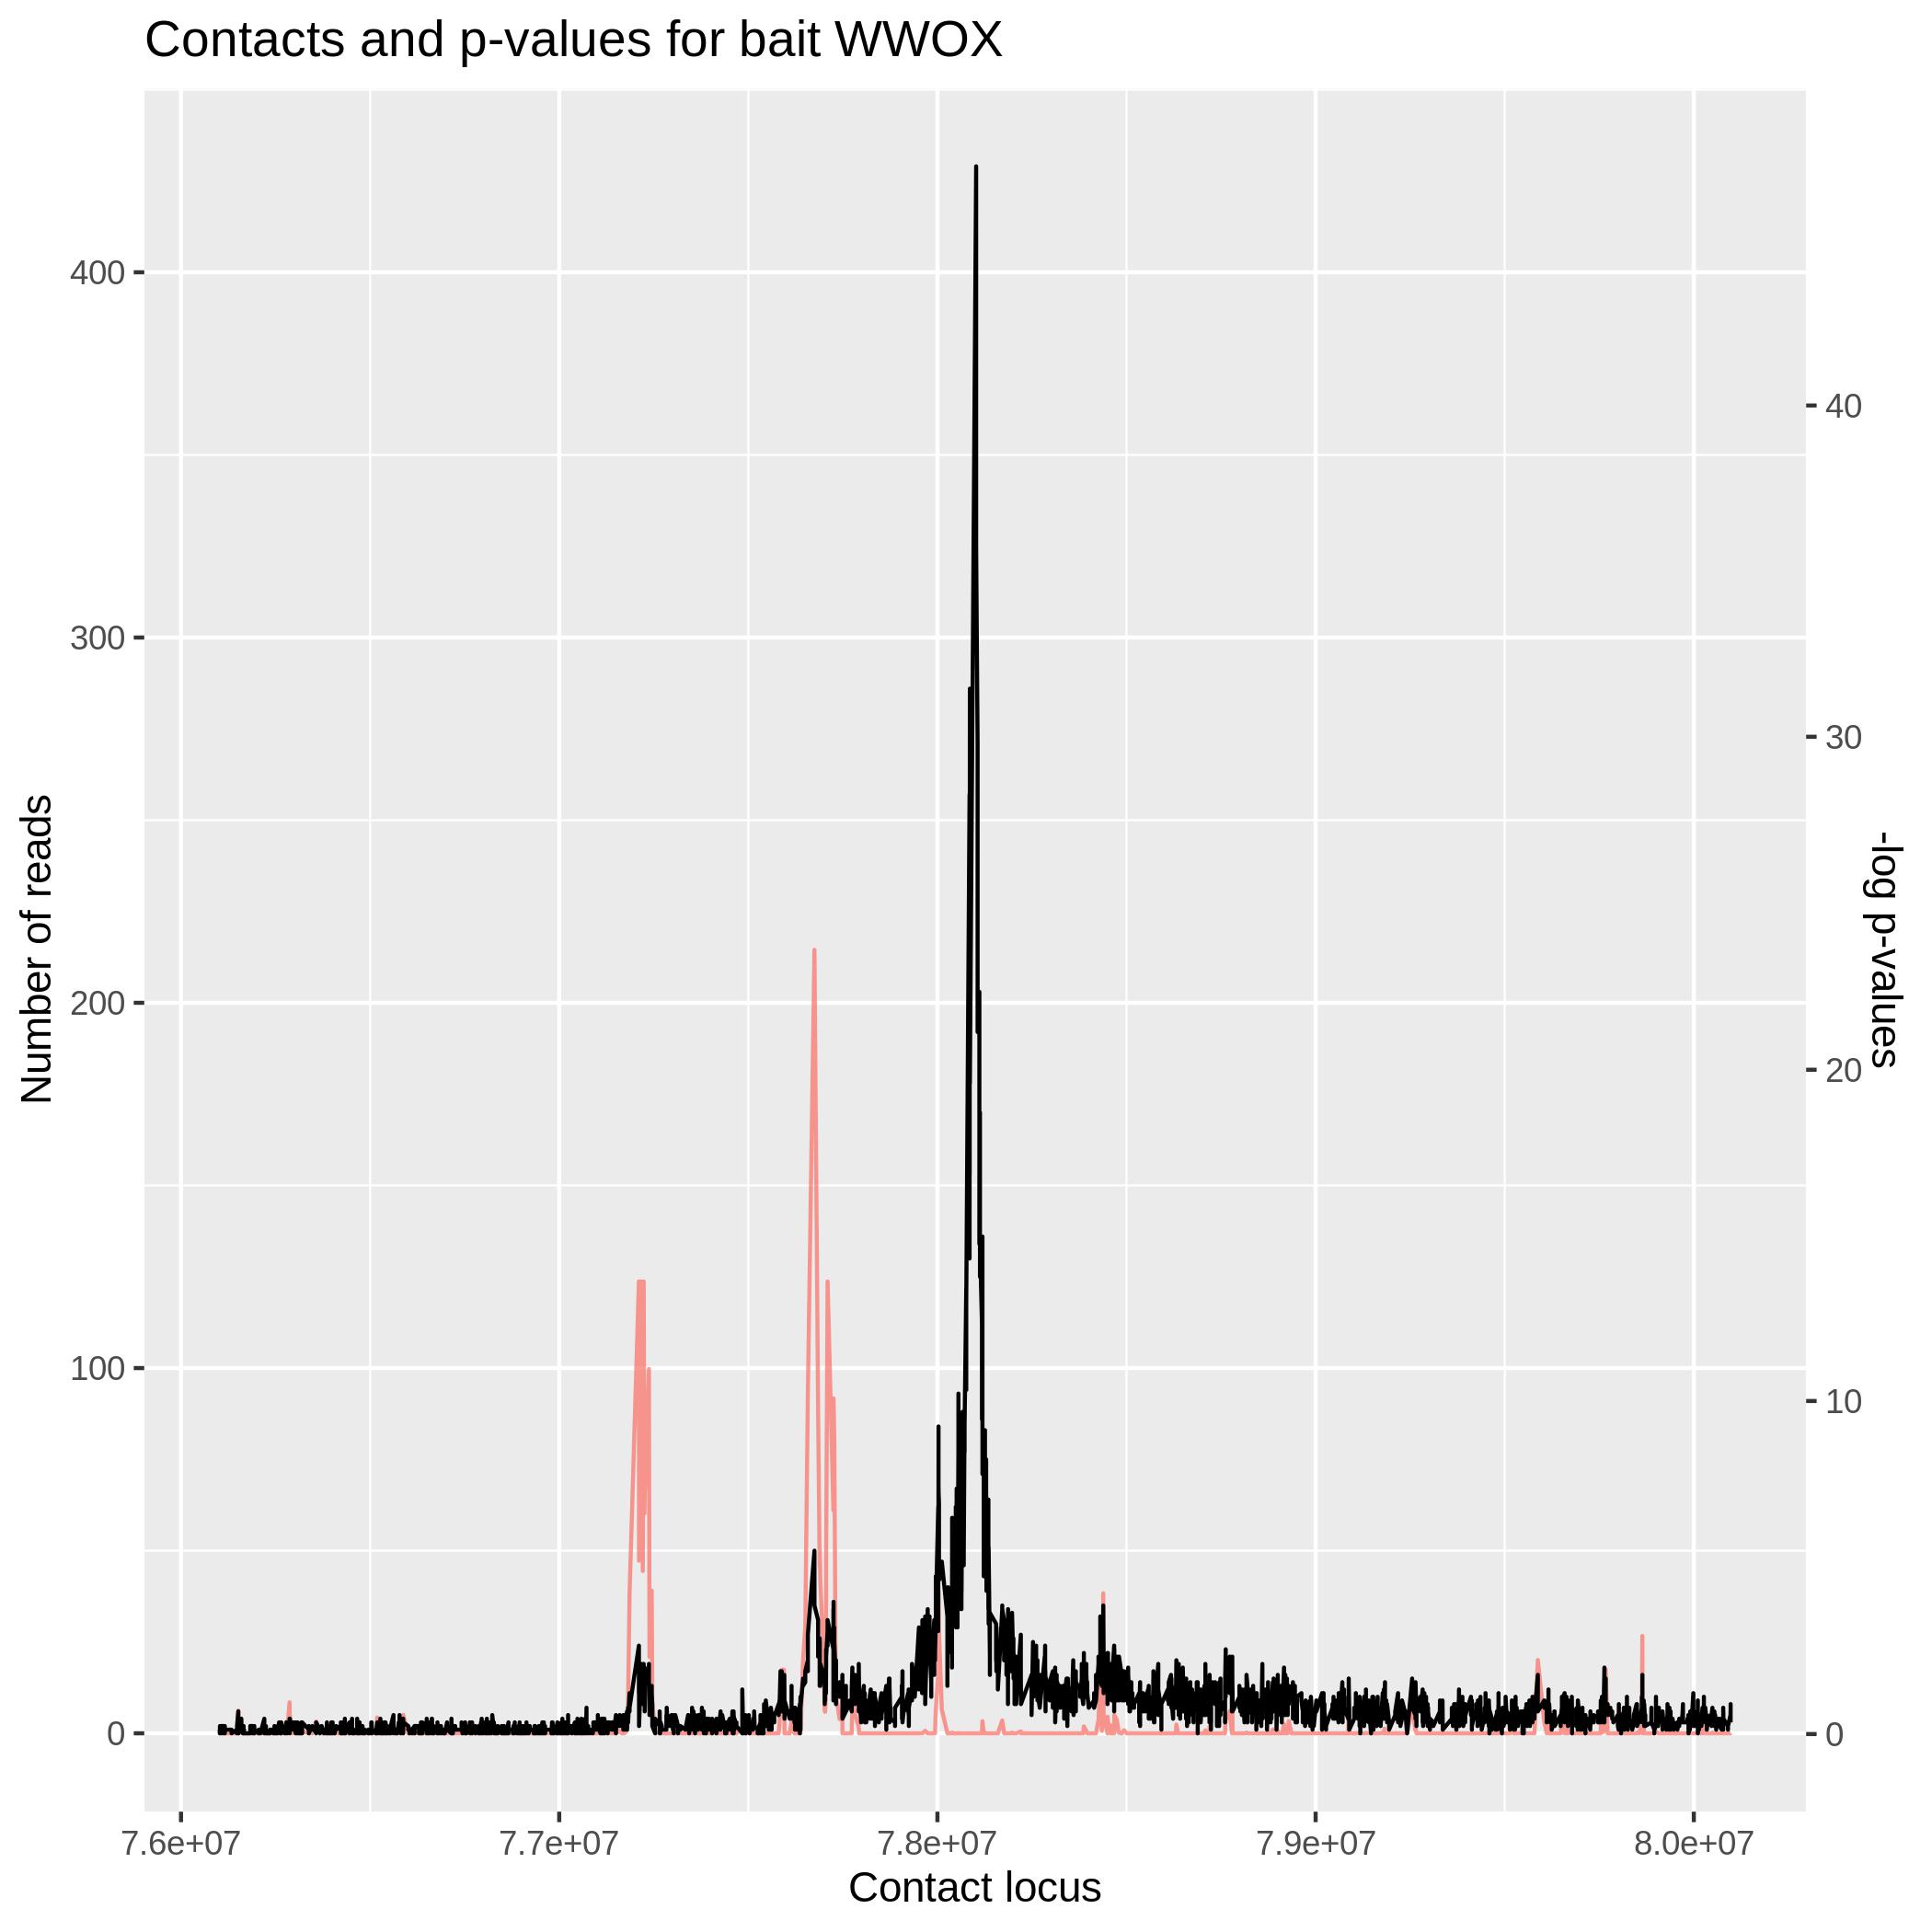 Contacts and p-values for bait WWOX
400
300
200
100
0
Number of reads
40
30
20
10
0
-log p-values
7.6e+07
7.7e+07
7.8e+07
7.9e+07
8.0e+07
Contact locus